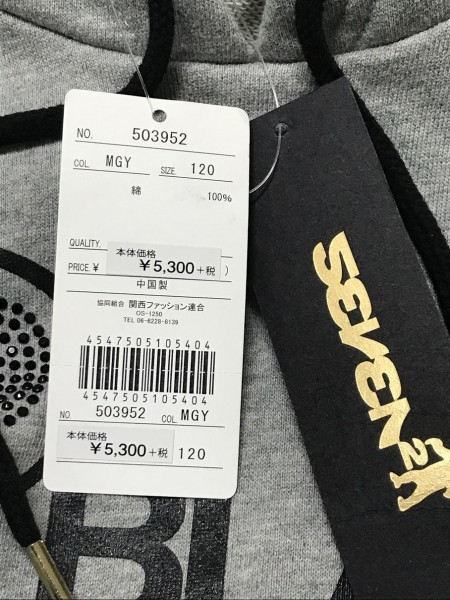 NO. 503952
COL. MGY SIZE. 120
綿 100%
QUALITY.
本体価格
PRICE ¥ ¥5,300+税 )
中国製
協同組合 関西ファッション連合
OS-1250
TEL 06-6228-6139
4547505105404
4547505105404
NO. 503952 COL. MGY
本体価格
¥5,300+税 120
SEVEN2
BI